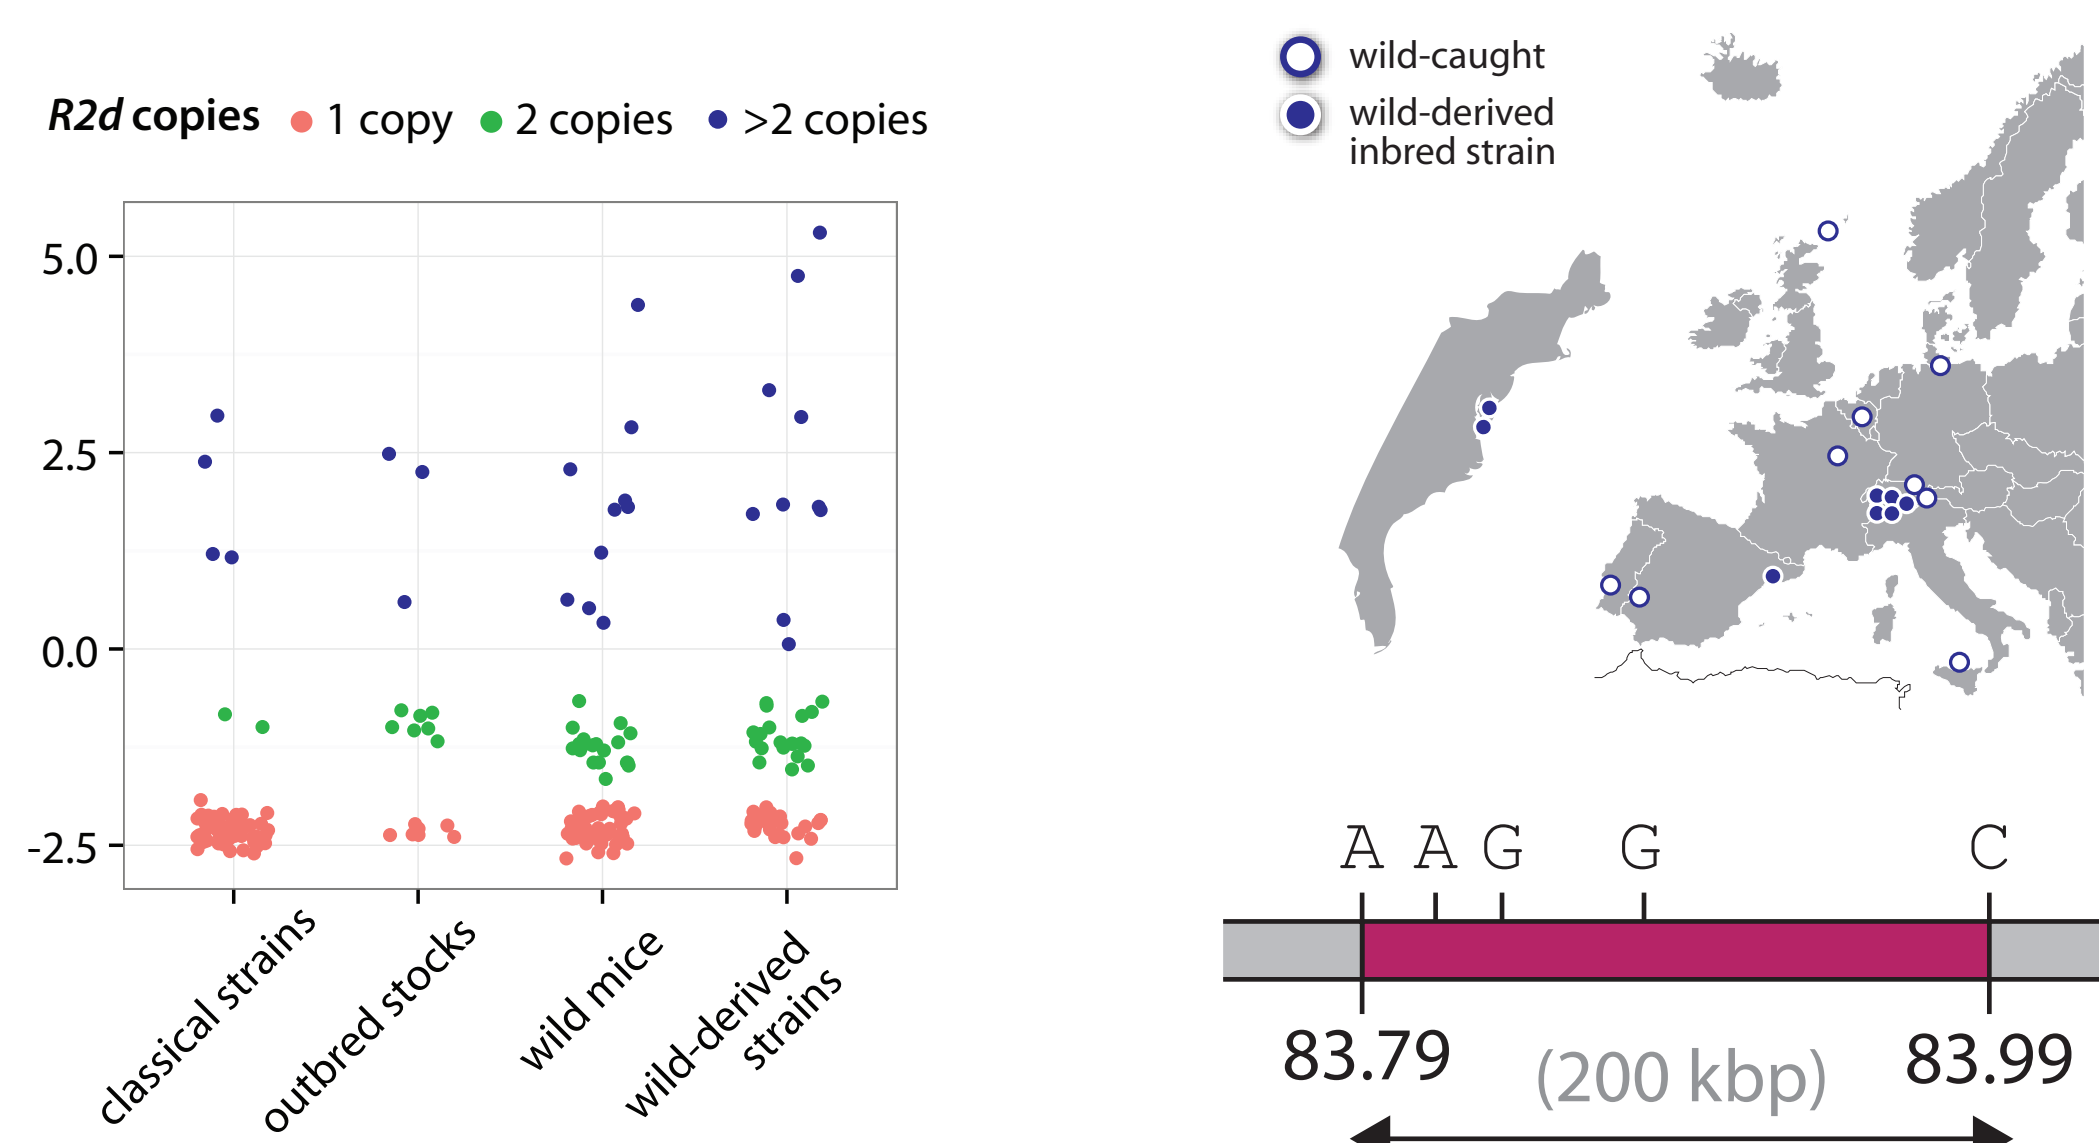 R2d copies 1 copy 2 copies >2 copies
5.0
2.5
0.0
-2.5
classical strains
outbred stocks
wild mice
wild-derived
strains
wild-caught
wild-derived
inbred strain
A A G G C
83.79 (200 kbp) 83.99